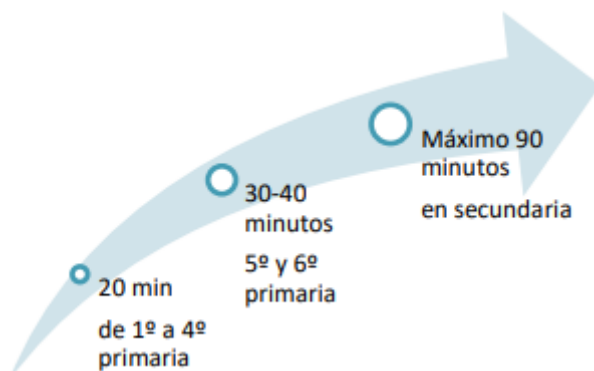 20 min
de 1º a 4º
primaria
30-40
minutos
5º y 6º
primaria
Máximo 90
minutos
en secundaria